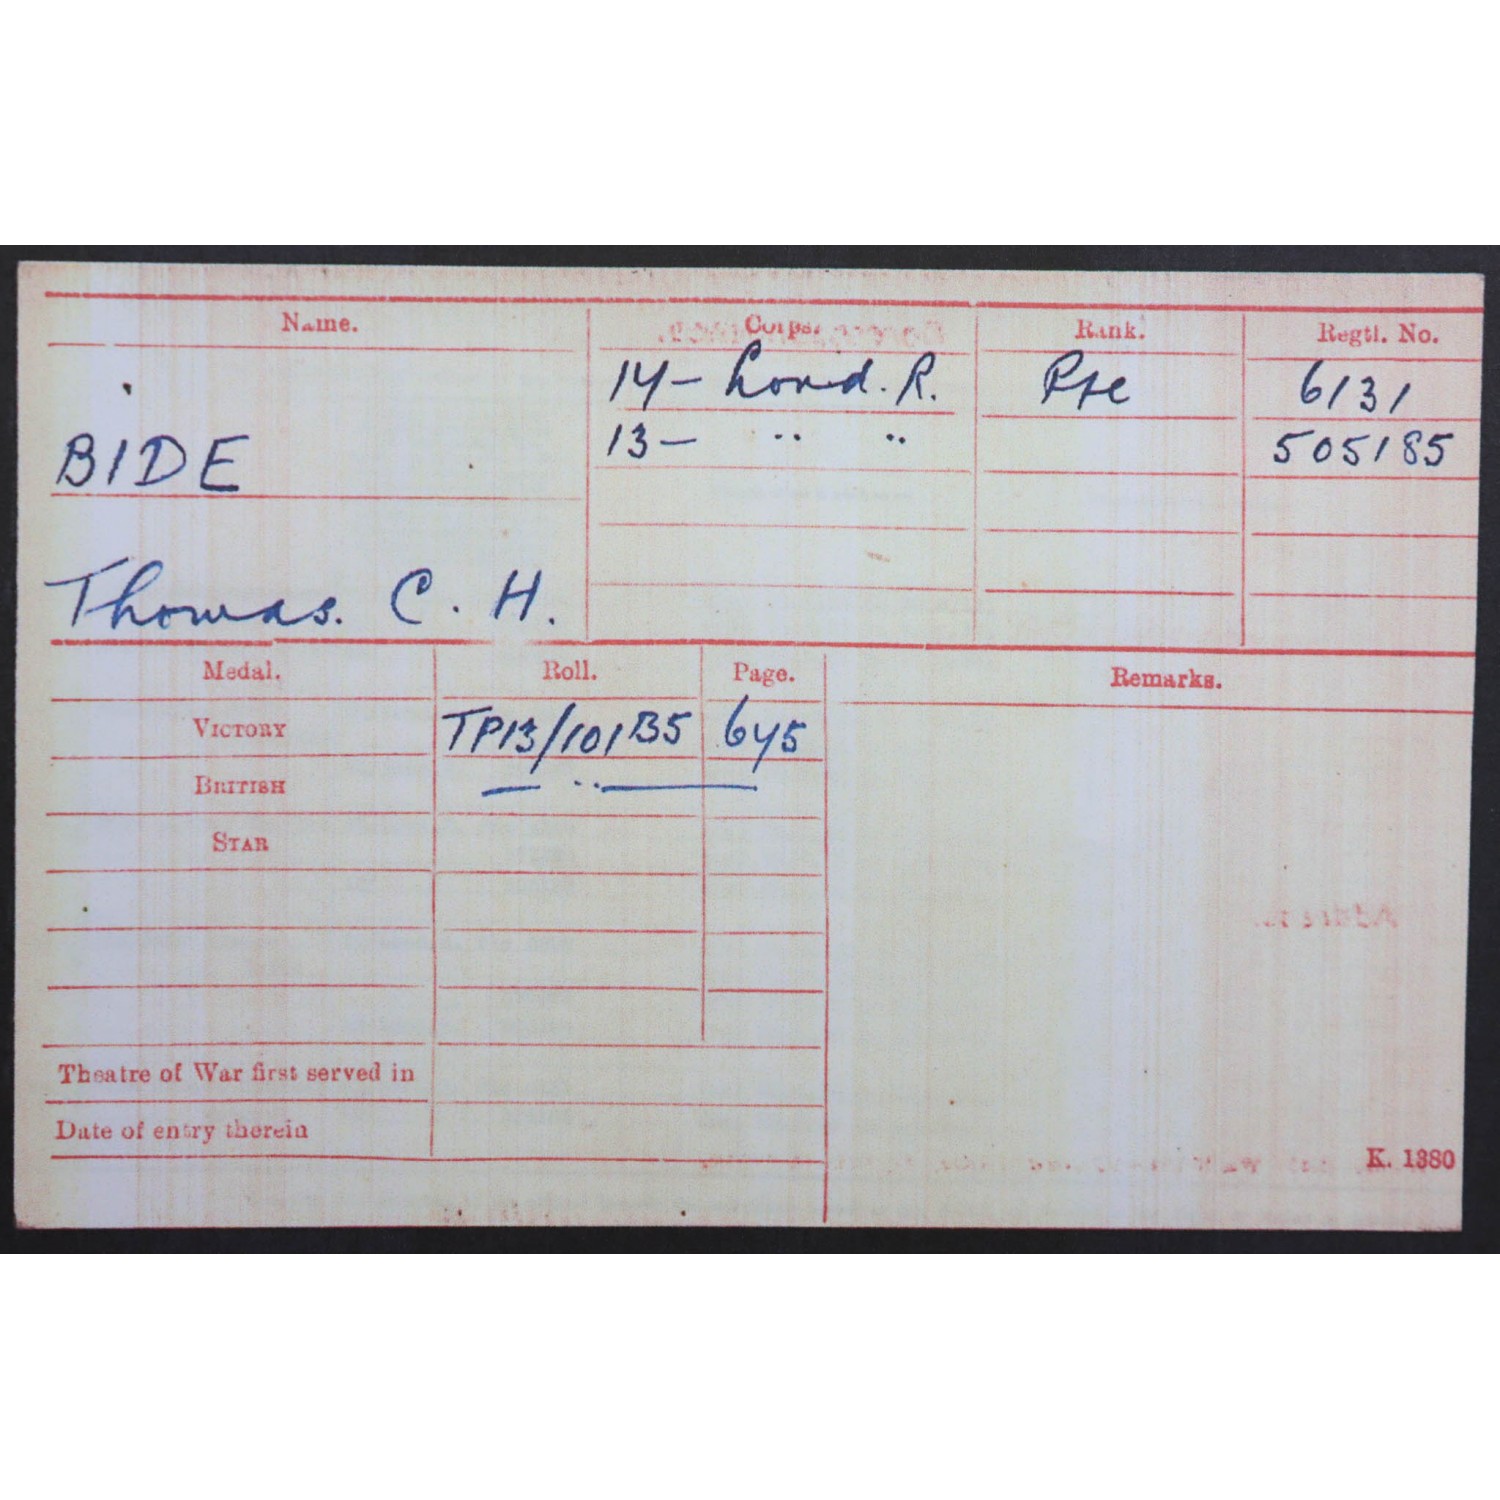 Name. Corps. Rank. Regtl. No.
BIDE
Thomas. C. H.
14 - Lond. R. Pte 6131
13 - " " 505185
Medal. Roll. Page. Remarks.
VICTORY TP13/101B5 645
BRITISH — " —
STAR
Theatre of War first served in
Date of entry therein
K. 1380